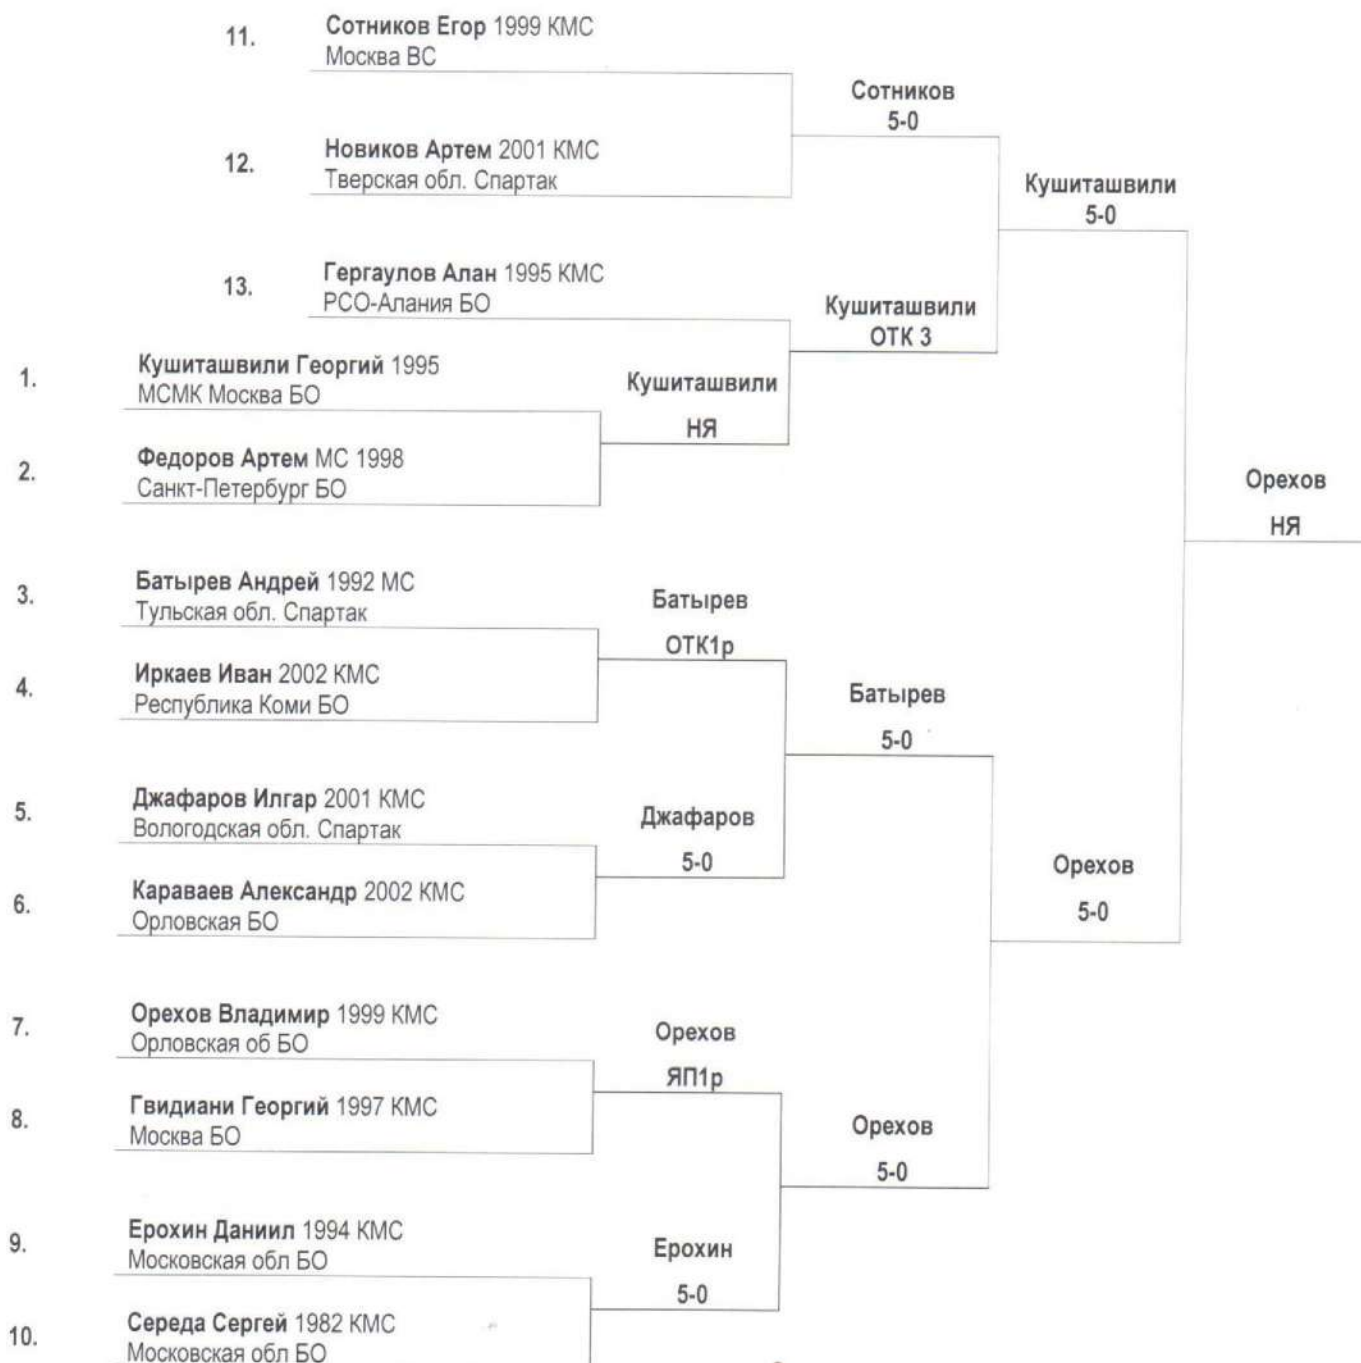 11.
Сотников Егор 1999 КМС
Москва ВС
Сотников
5-0
12.
Новиков Артем 2001 КМС
Тверская обл. Спартак
Кушиташвили
5-0
13.
Гергаулов Алан 1995 КМС
РСО-Алания БО
Кушиташвили
ОТК 3
1.
Кушиташвили Георгий 1995
МСМК Москва БО
Кушиташвили
НЯ
2.
Федоров Артем МС 1998
Санкт-Петербург БО
Орехов
НЯ
3.
Батырев Андрей 1992 МС
Тульская обл. Спартак
Батырев
ОТК1р
4.
Иркаев Иван 2002 КМС
Республика Коми БО
Батырев
5-0
5.
Джафаров Илгар 2001 КМС
Вологодская обл. Спартак
Джафаров
5-0
6.
Караваев Александр 2002 КМС
Орловская БО
Орехов
5-0
7.
Орехов Владимир 1999 КМС
Орловская об БО
Орехов
ЯП1р
8.
Гвидиани Георгий 1997 КМС
Москва БО
Орехов
5-0
9.
Ерохин Даниил 1994 КМС
Московская обл БО
Ерохин
5-0
10.
Середа Сергей 1982 КМС
Московская обл БО